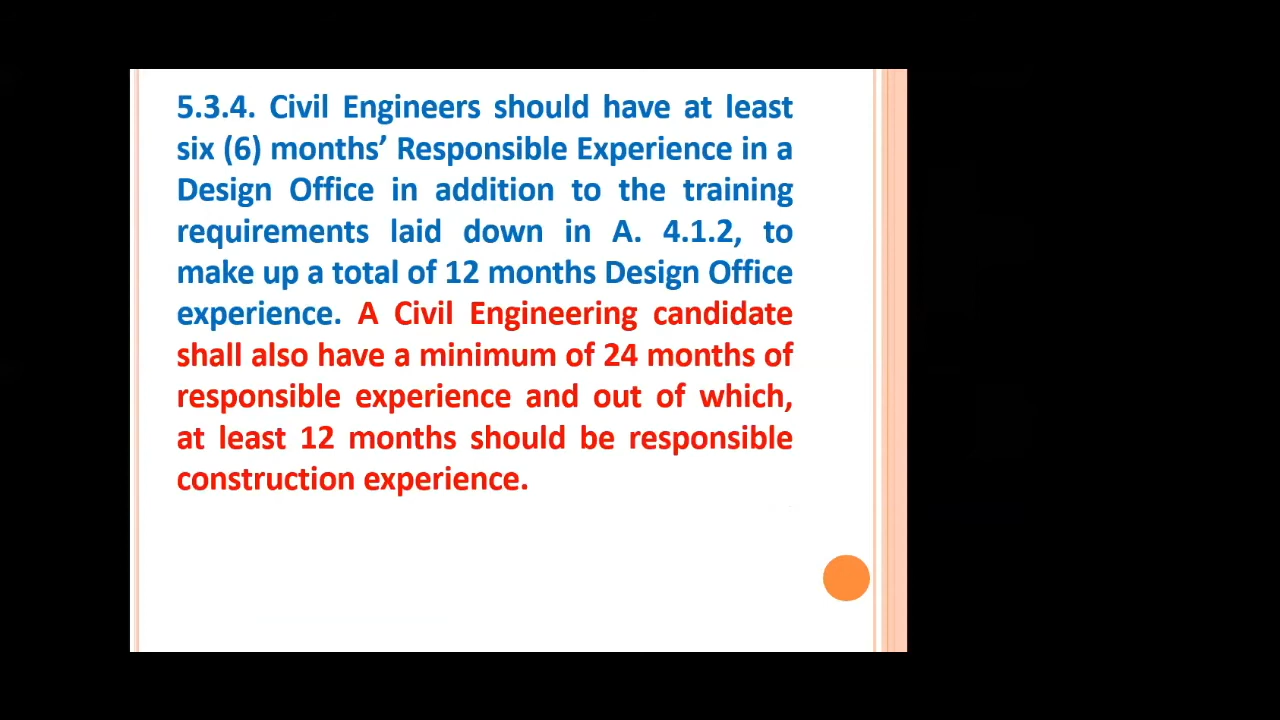 5.3.4. Civil Engineers should have at least
six (6) months’ Responsible Experience in a
Design Office in addition to the training
requirements laid down in A. 4.1.2, to
make up a total of 12 months Design Office
experience. A Civil Engineering candidate
shall also have a minimum of 24 months of
responsible experience and out of which,
at least 12 months should be responsible
construction experience.